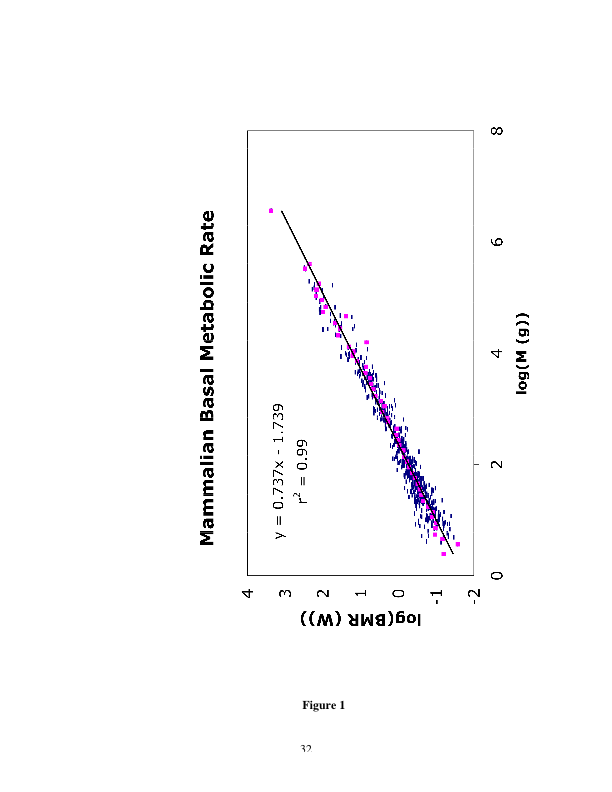 Mammalian Basal Metabolic Rate
y = 0.737x - 1.739
r² = 0.99
log(BMR (W))
4
3
2
1
0
-1
-2
0
2
4
6
8
log(M (g))
Figure 1
32